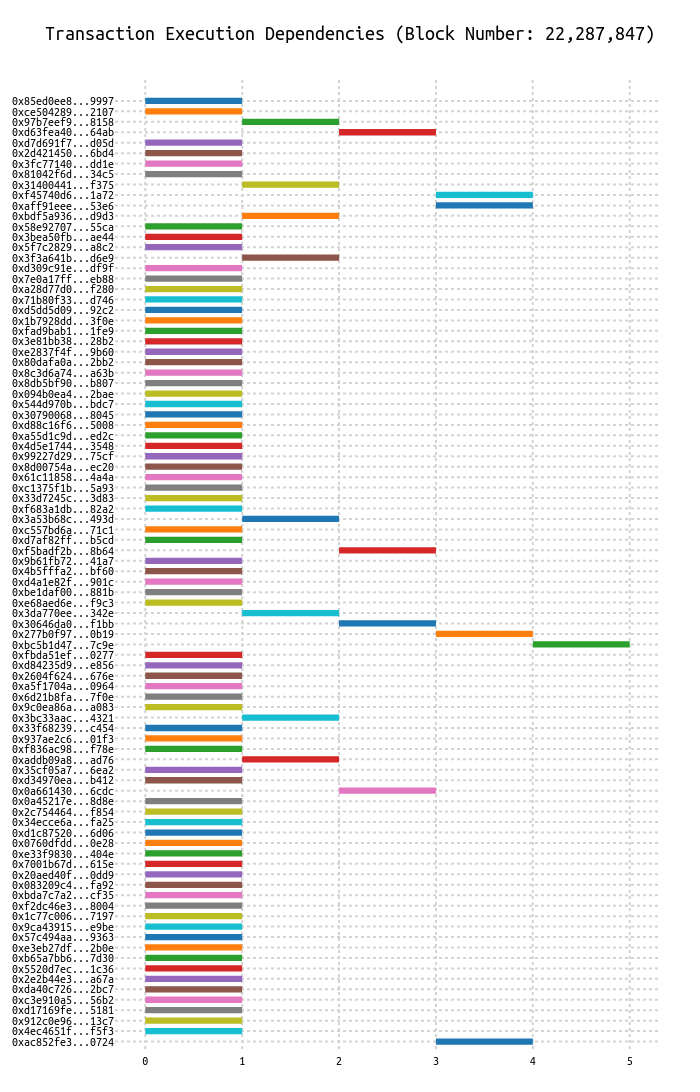 Transaction Execution Dependencies (Block Number: 22,287,847)
0x85ed0ee8...9997
0xce504289...2107
0x97b7eef9...8158
0xd63fea40...64ab
0xd7d691f7...d05d
0x2d421450...6bd4
0x3fc77140...dd1e
0x81042f6d...34c5
0x31400441...f375
0xf45740d6...1a72
0xaff91eee...53e6
0xbdf5a936...d9d3
0x58e92707...55ca
0x3bea50fb...ae44
0x5f7c2829...a8c2
0x3f3a641b...d6e9
0xd309c91e...df9f
0x7e0a17ff...eb88
0xa28d77d0...f280
0x71b80f33...d746
0xd5dd5d09...92c2
0x1b7928dd...3f0e
0xfad9bab1...1fe9
0x3e81bb38...28b2
0xe2837f4f...9b60
0x80dafa0a...2bb2
0x8c3d6a74...a63b
0x8db5bf90...b807
0x094b0ea4...2bae
0x544d970b...bdc7
0x30790068...8045
0xd88c16f6...5008
0xa55d1c9d...ed2c
0x4d5e1744...3548
0x99227d29...75cf
0x8d00754a...ec20
0x61c11858...4a4a
0xc1375f1b...5a93
0x33d7245c...3d83
0xf683a1db...82a2
0x3a53b68c...493d
0xc557bd6a...71c1
0xd7af82ff...b5cd
0xf5badf2b...8b64
0x9b61fb72...41a7
0x4b5fffa2...bf60
0xd4a1e82f...901c
0xbe1daf00...881b
0xe68aed6e...f9c3
0x3da770ee...342e
0x30646da0...f1bb
0x277b0f97...0b19
0xbc5b1d47...7c9e
0xfbda51ef...0277
0xd84235d9...e856
0x2604f624...676e
0xa5f1704a...0964
0x6d21b8fa...7f0e
0x9c0ea86a...a083
0x3bc33aac...4321
0x33f68239...c454
0x937ae2c6...01f3
0xf836ac98...f78e
0xaddb09a8...ad76
0x35cf05a7...6ea2
0xd34970ea...b412
0x0a661430...6cdc
0x0a45217e...8d8e
0x2c754464...f854
0x34ecce6a...fa25
0xd1c87520...6d06
0x0760dfdd...0e28
0xe33f9830...404e
0x7001b67d...615e
0x20aed40f...0dd9
0x083209c4...fa92
0xbda7c7a2...cf35
0xf2dc46e3...8004
0x1c77c006...7197
0x9ca43915...e9be
0x57c494aa...9363
0xe3eb27df...2b0e
0xb65a7bb6...7d30
0x5520d7ec...1c36
0x2e2b44e3...a67a
0xda40c726...2bc7
0xc3e910a5...56b2
0xd17169fe...5181
0x912c0e96...13c7
0x4ec4651f...f5f3
0xac852fe3...0724
0 1 2 3 4 5